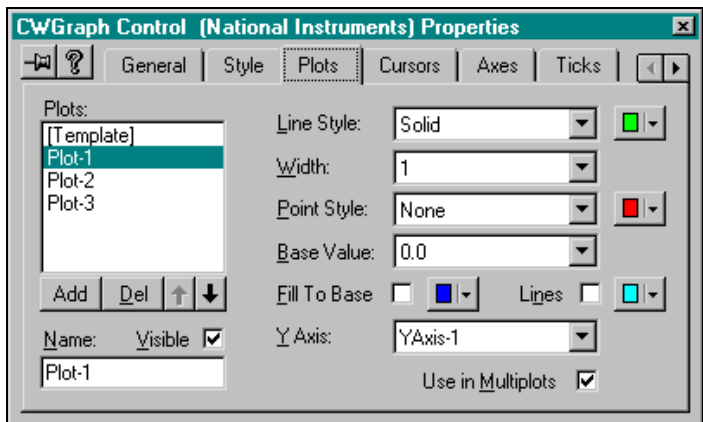 CWGraph Control (National Instruments) Properties
General Style Plots Cursors Axes Ticks
Plots:
[Template]
Plot-1
Plot-2
Plot-3
Add Del
Name: Visible
Plot-1
Line Style: Solid
Width: 1
Point Style: None
Base Value: 0.0
Fill To Base Lines
Y Axis: YAxis-1
Use in Multiplots